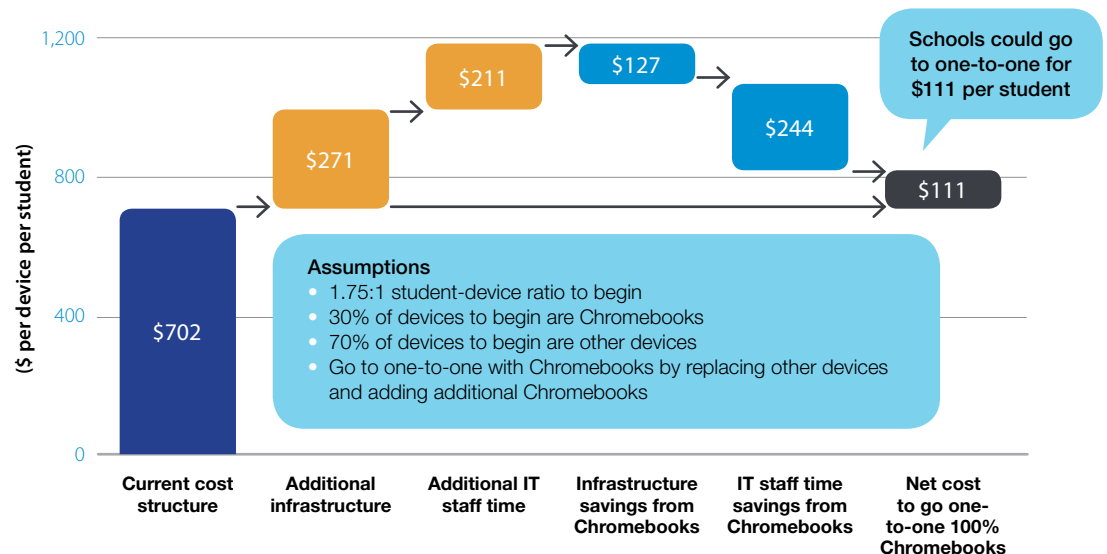 1,200
800
400
0
($ per device per student)
$702
$271
$211
$127
$244
$111
Schools could go
to one-to-one for
$111 per student
Assumptions
• 1.75:1 student-device ratio to begin
• 30% of devices to begin are Chromebooks
• 70% of devices to begin are other devices
• Go to one-to-one with Chromebooks by replacing other devices
and adding additional Chromebooks
Current cost
structure
Additional
infrastructure
Additional IT
staff time
Infrastructure
savings from
Chromebooks
IT staff time
savings from
Chromebooks
Net cost
to go one-
to-one 100%
Chromebooks